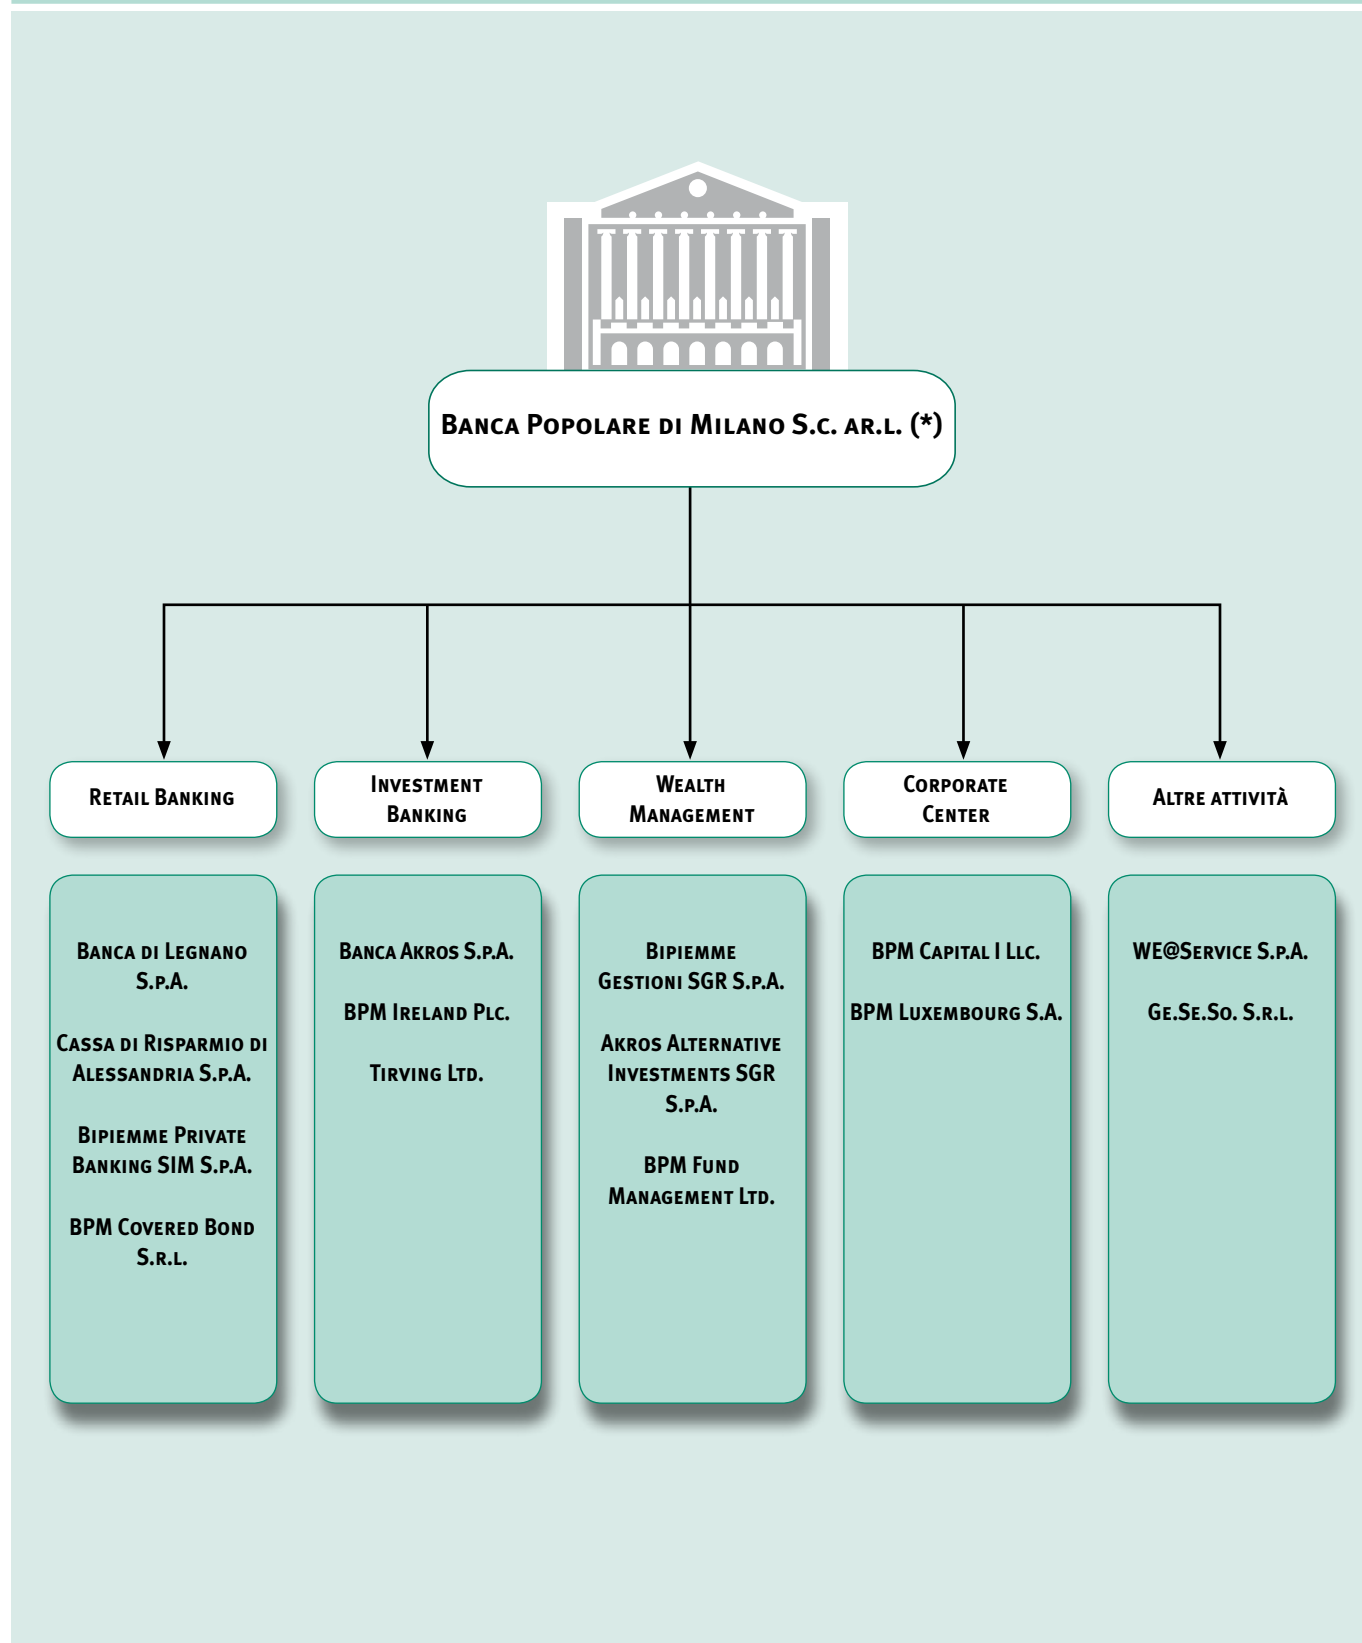 Banca Popolare di Milano S.c. ar.l. (*)
Retail Banking
Investment
Banking
Wealth
Management
Corporate
Center
Altre attività
Banca di Legnano
S.p.A.
Cassa di Risparmio di
Alessandria S.p.A.
Bipiemme Private
Banking SIM S.p.A.
BPM Covered Bond
S.r.l.
Banca Akros S.p.A.
BPM Ireland Plc.
Tirving Ltd.
Bipiemme
Gestioni SGR S.p.A.
Akros Alternative
Investments SGR
S.p.A.
BPM Fund
Management Ltd.
BPM Capital I Llc.
BPM Luxembourg S.A.
WE@Service S.p.A.
Ge.Se.So. S.r.l.